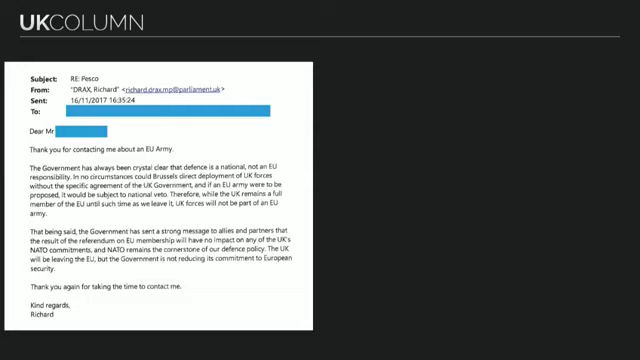 UKCOLUMN
Subject: RE: Pesco
From: "DRAX, Richard" <richard.drax.mp@parliament.uk>
Sent: 16/11/2017 16:35:24
To:
Dear Mr
Thank you for contacting me about an EU Army.
The Government has always been crystal clear that defence is a national, not an EU
responsibility. In no circumstances could Brussels direct deployment of UK forces
without the specific agreement of the UK Government, and if an EU army were to be
proposed, it would be subject to national veto. Therefore, while the UK remains a full
member of the EU until such time as we leave it, UK forces will not be part of an EU
army.
That being said, the Government has sent a strong message to allies and partners that
the result of the referendum on EU membership will have no impact on any of the UK's
NATO commitments, and NATO remains the cornerstone of our defence policy. The UK
will be leaving the EU, but the Government is not reducing its commitment to European
security.
Thank you again for taking the time to contact me.
Kind regards,
Richard